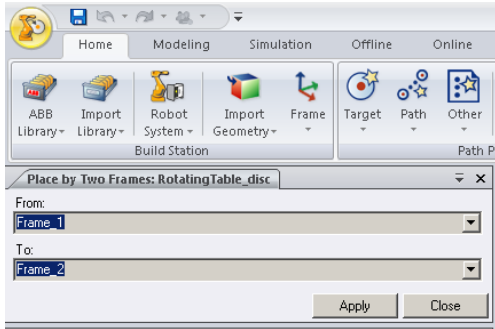 Home Modeling Simulation Offline Online
ABB Library Import Library Robot System Import Geometry Frame Target Path Other
Build Station Path P
Place by Two Frames: RotatingTable_disc
From:
Frame_1
To:
Frame_2
Apply Close